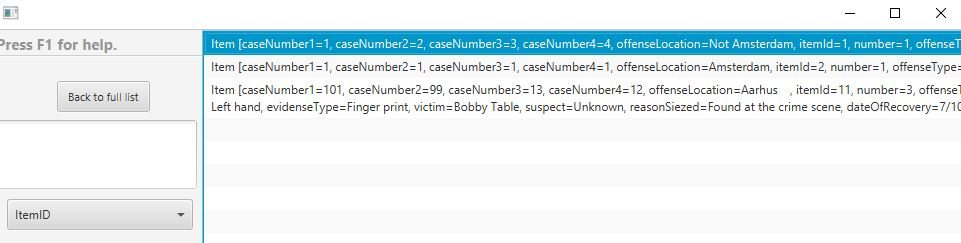 Press F1 for help.
Back to full list
ItemID
Item [caseNumber1=1, caseNumber2=2, caseNumber3=3, caseNumber4=4, offenseLocation=Not Amsterdam, itemId=1, number=1, offenseT
Item [caseNumber1=1, caseNumber2=1, caseNumber3=1, caseNumber4=1, offenseLocation=Amsterdam, itemId=2, number=1, offenseType=
Item [caseNumber1=101, caseNumber2=99, caseNumber3=13, caseNumber4=12, offenseLocation=Aarhus , itemId=11, number=3, offenseT
Left hand, evidenseType=Finger print, victim=Bobby Table, suspect=Unknown, reasonSiezed=Found at the crime scene, dateOfRecovery=7/10